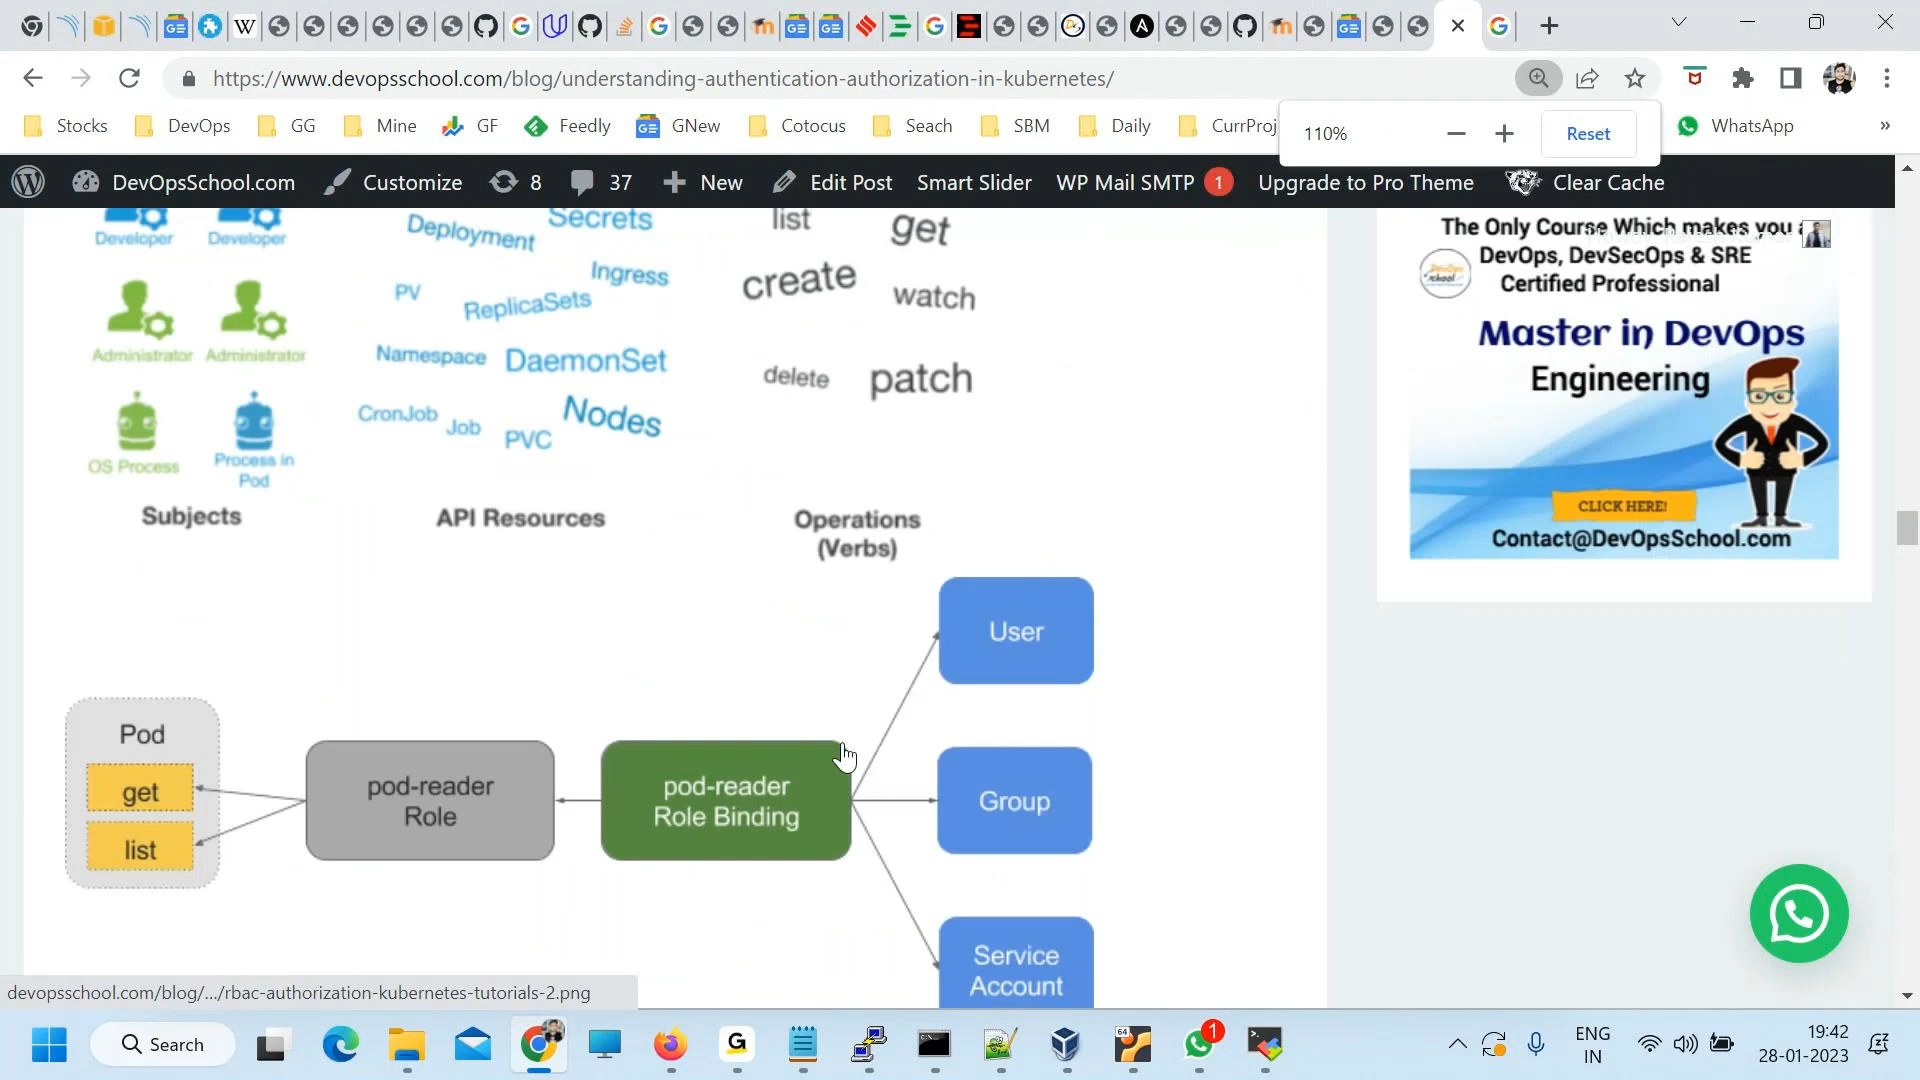 https://www.devopsschool.com/blog/understanding-authentication-authorization-in-kubernetes/
Stocks
DevOps
GG
Mine
GF
Feedly
GNew
Cotocus
Seach
SBM
Daily
CurrProj
WhatsApp
»
110%
Reset
DevOpsSchool.com
Customize
8
37
New
Edit Post
Smart Slider
WP Mail SMTP 1
Upgrade to Pro Theme
Clear Cache
Developer
Developer
Administrator
Administrator
OS Process
Process in
Pod
Subjects
Deployment
Secrets
Ingress
PV
ReplicaSets
Namespace
DaemonSet
CronJob
Job
PVC
Nodes
API Resources
list
get
create
watch
delete
patch
Operations
(Verbs)
User
Pod
get
list
pod-reader
Role
pod-reader
Role Binding
Group
Service
Account
The Only Course Which makes you a
DevOps, DevSecOps & SRE
Certified Professional
Master in DevOps
Engineering
CLICK HERE!
Contact@DevOpsSchool.com
devopsschool.com/blog/.../rbac-authorization-kubernetes-tutorials-2.png
Search
64
1
ENG
IN
19:42
28-01-2023